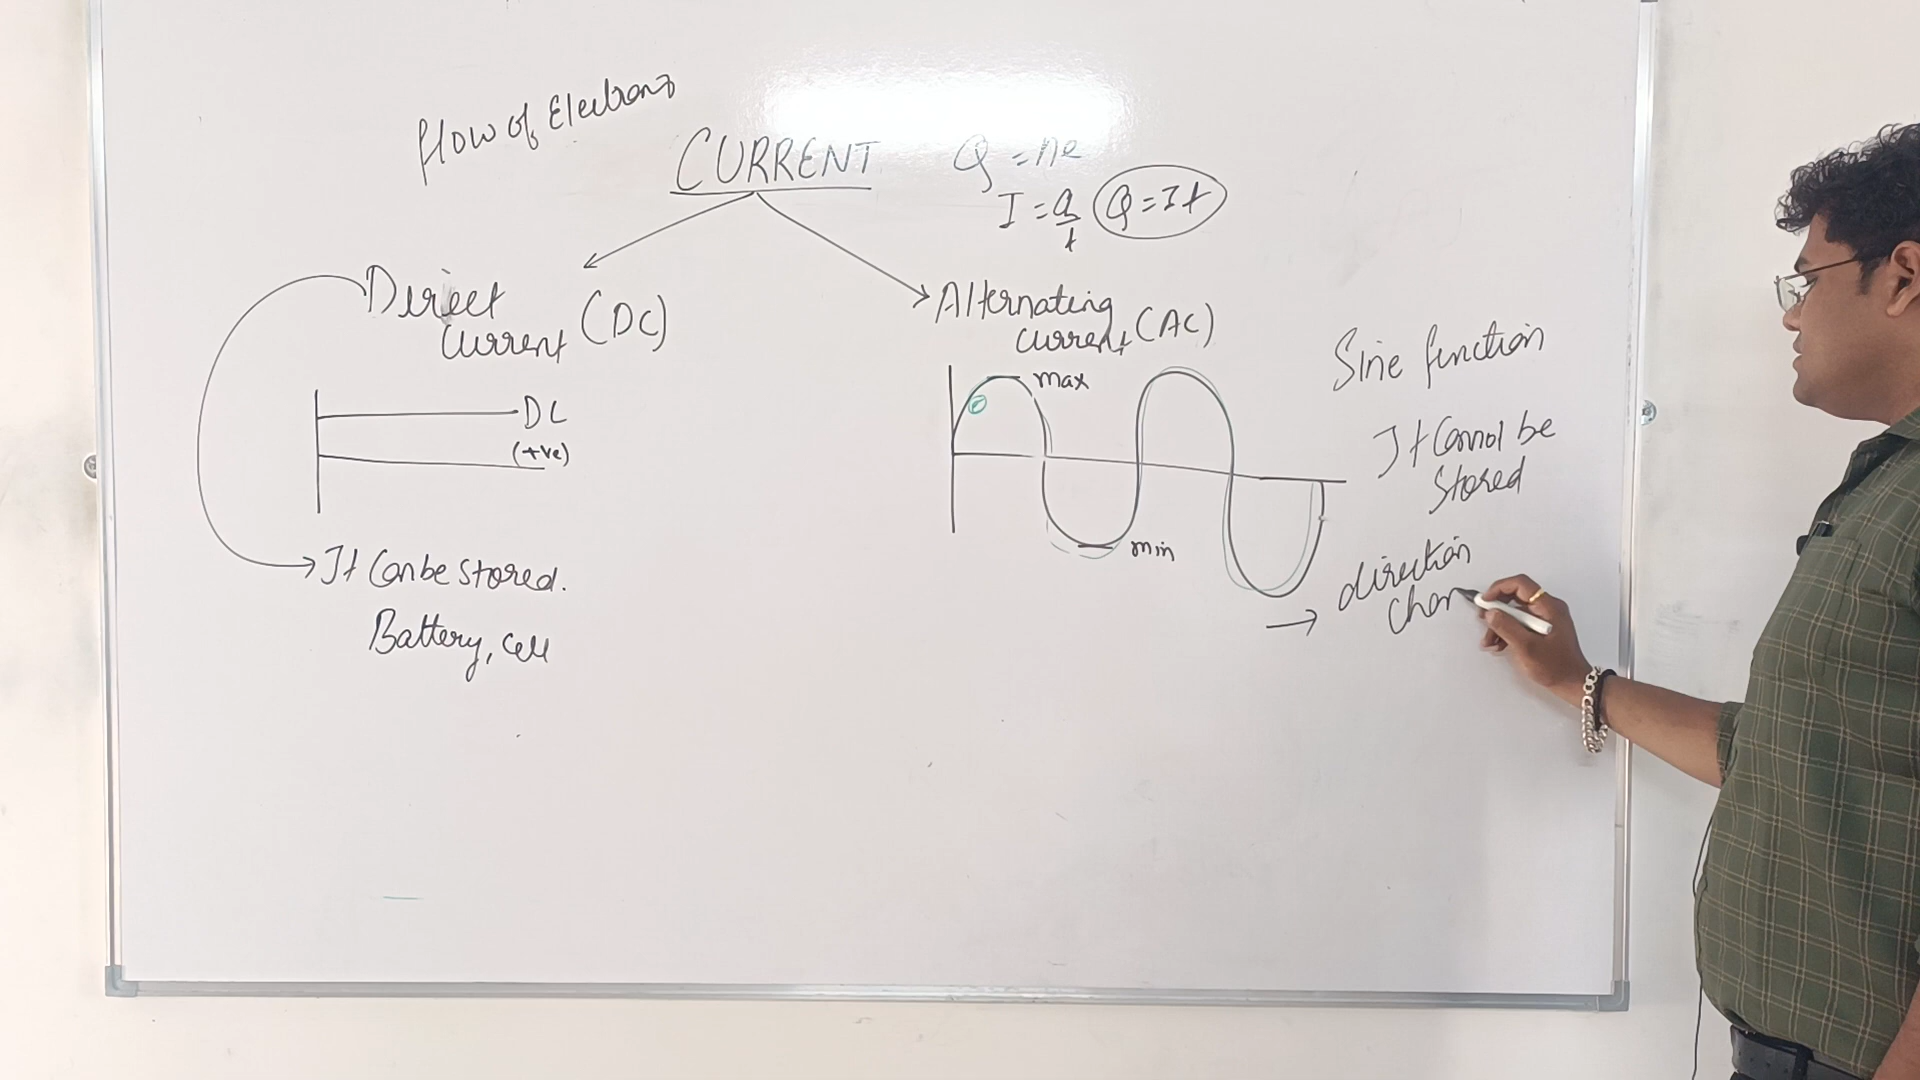 flow of Electrons
CURRENT
Q = ne
I = Q/t
Q = It
Direct
Current (DC)
DC
(+ve)
It Can be stored.
Battery, Cell
Alternating
Current (AC)
max
min
Sine function
It Cannot be
Stored
→ direction
Chan